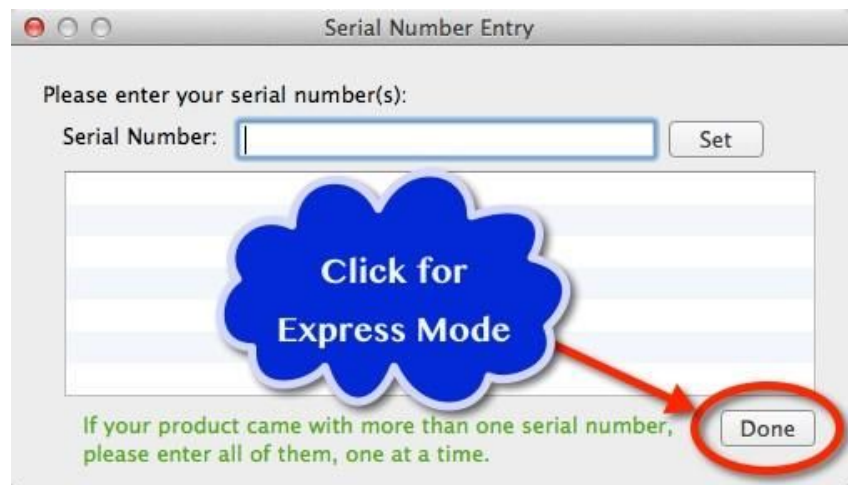 Serial Number Entry
Please enter your serial number(s):
Serial Number:
Set
Click for
Express Mode
If your product came with more than one serial number,
please enter all of them, one at a time.
Done